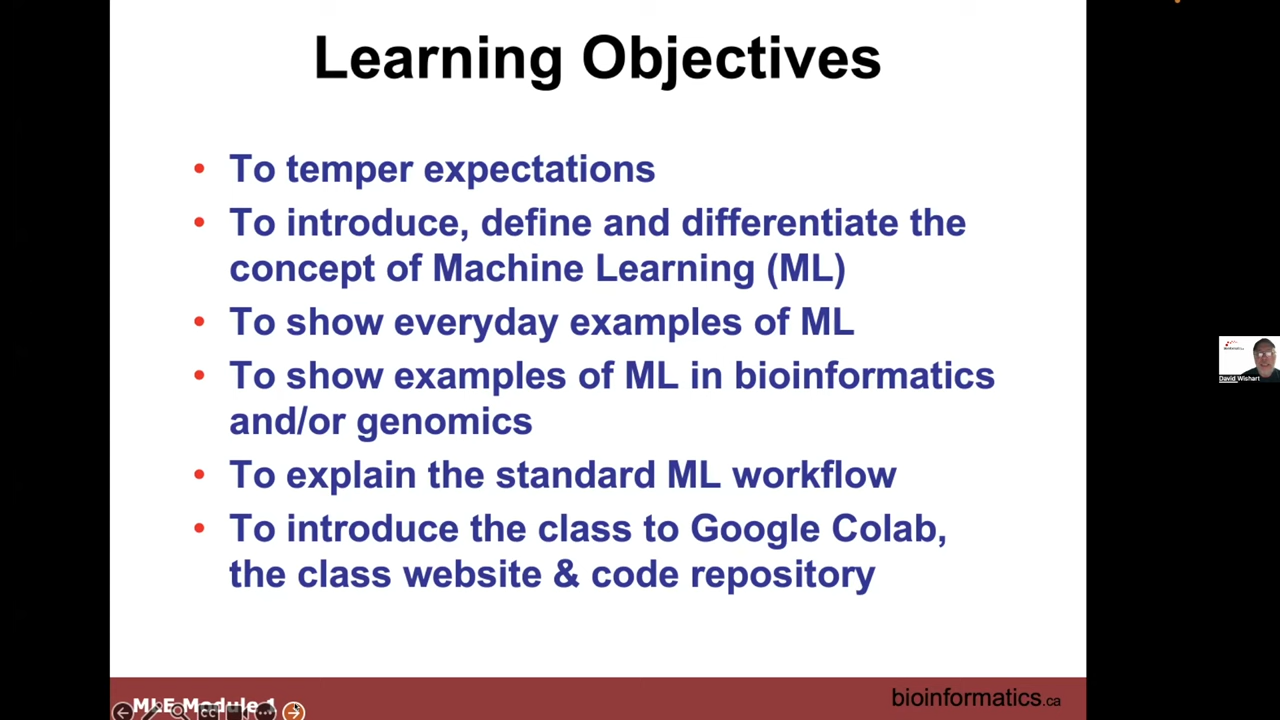 Learning Objectives
• To temper expectations
• To introduce, define and differentiate the
concept of Machine Learning (ML)
• To show everyday examples of ML
• To show examples of ML in bioinformatics
and/or genomics
• To explain the standard ML workflow
• To introduce the class to Google Colab,
the class website & code repository
David Wishart
MLE Module 1
bioinformatics.ca